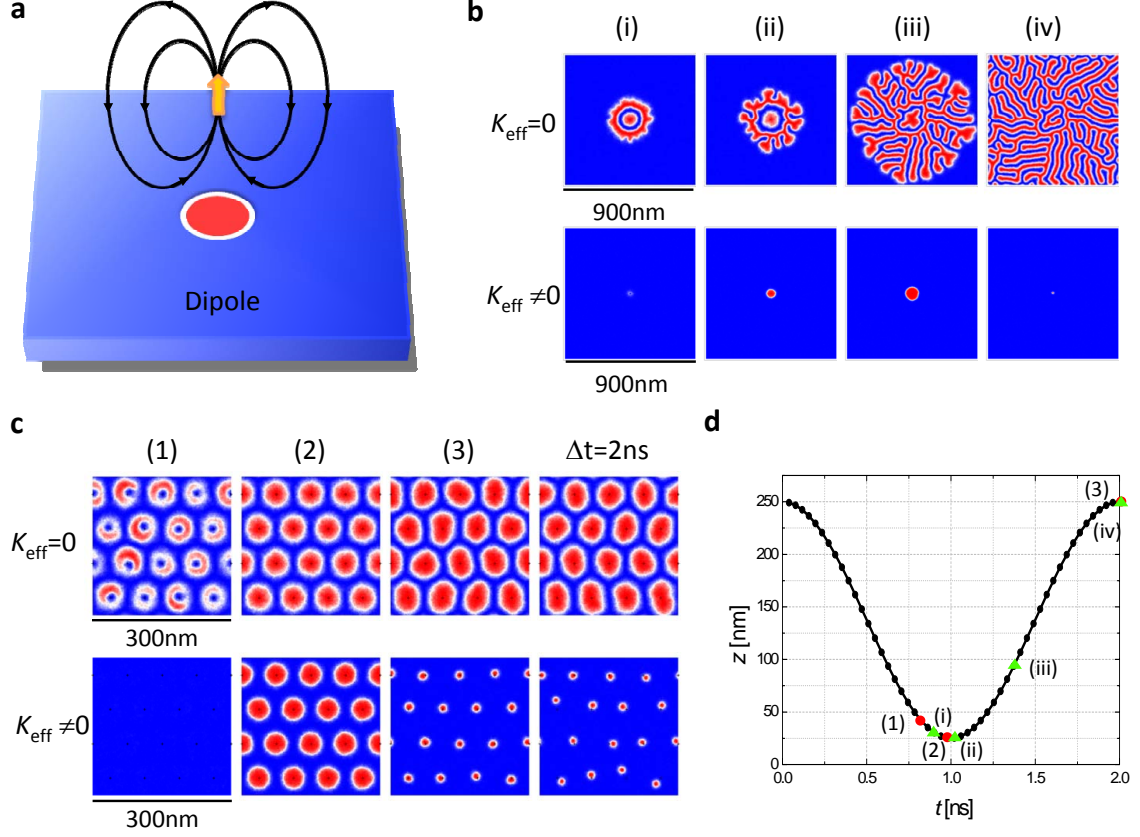 a
Dipole
b
(i) (ii) (iii) (iv)
Keff=0
900nm
Keff ≠0
900nm
c
(1) (2) (3) Δt=2ns
Keff=0
300nm
Keff ≠0
300nm
d
250
200
150
100
50
0
z [nm]
(3)
(iv)
(iii)
(1)
(i)
(2)
(ii)
0.0 0.5 1.0 1.5 2.0
t [ns]